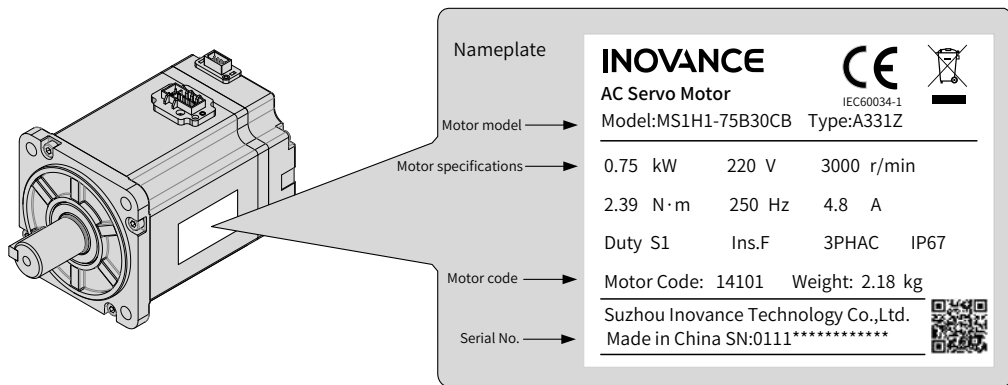 Nameplate
INOVANCE
CE
AC Servo Motor
IEC60034-1
Motor model
Model:MS1H1-75B30CB Type:A331Z
Motor specifications
0.75 kW 220 V 3000 r/min
2.39 N·m 250 Hz 4.8 A
Duty S1 Ins.F 3PHAC IP67
Motor code
Motor Code: 14101 Weight: 2.18 kg
Suzhou Inovance Technology Co.,Ltd.
Serial No.
Made in China SN:0111************